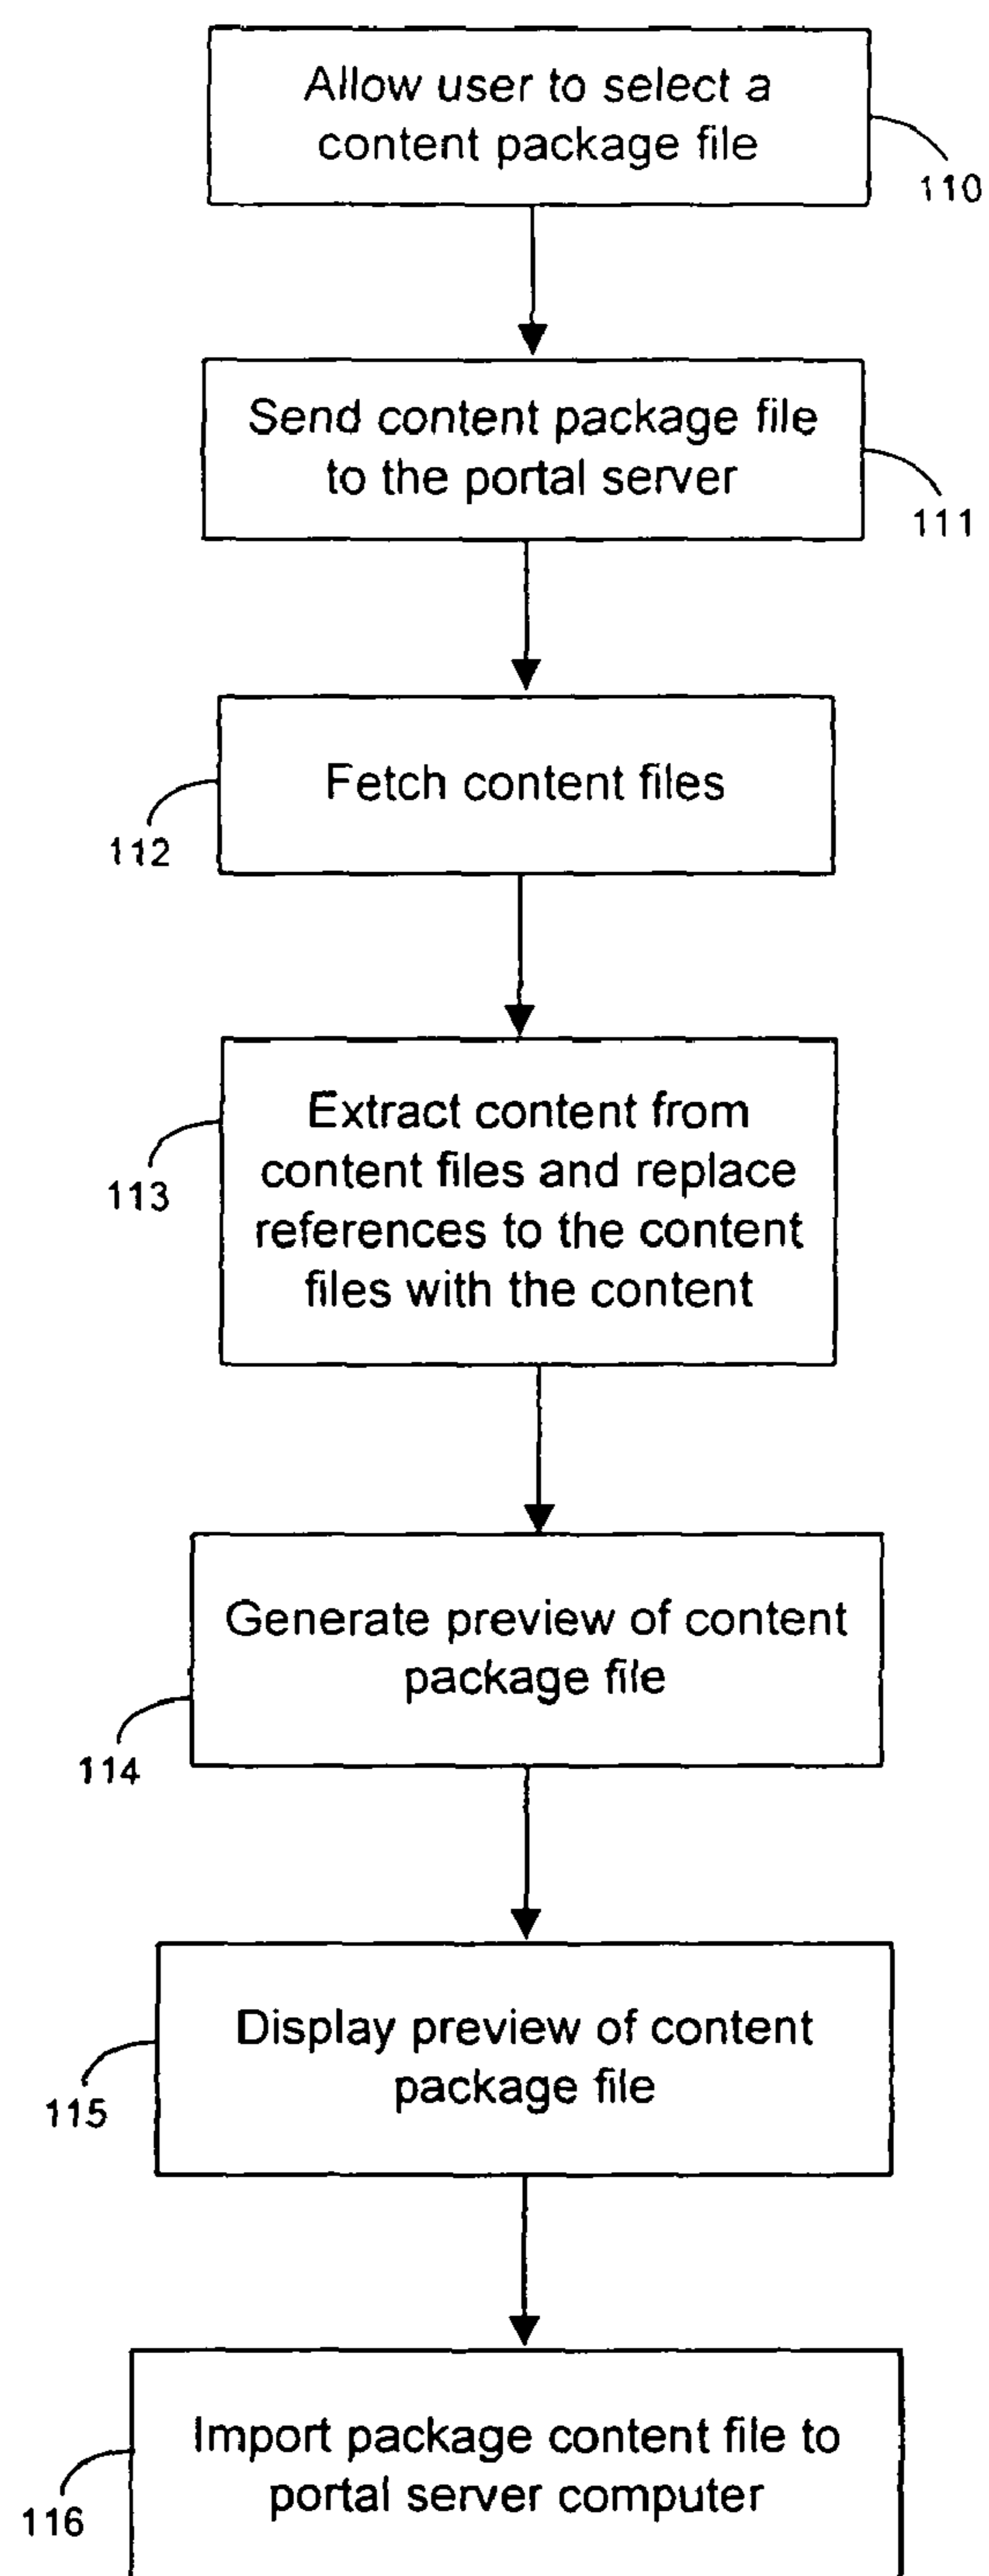 Allow user to select a
content package file
110
Send content package file
to the portal server
111
Fetch content files
112
Extract content from
content files and replace
references to the content
files with the content
113
Generate preview of content
package file
114
Display preview of content
package file
115
Import package content file to
portal server computer
116